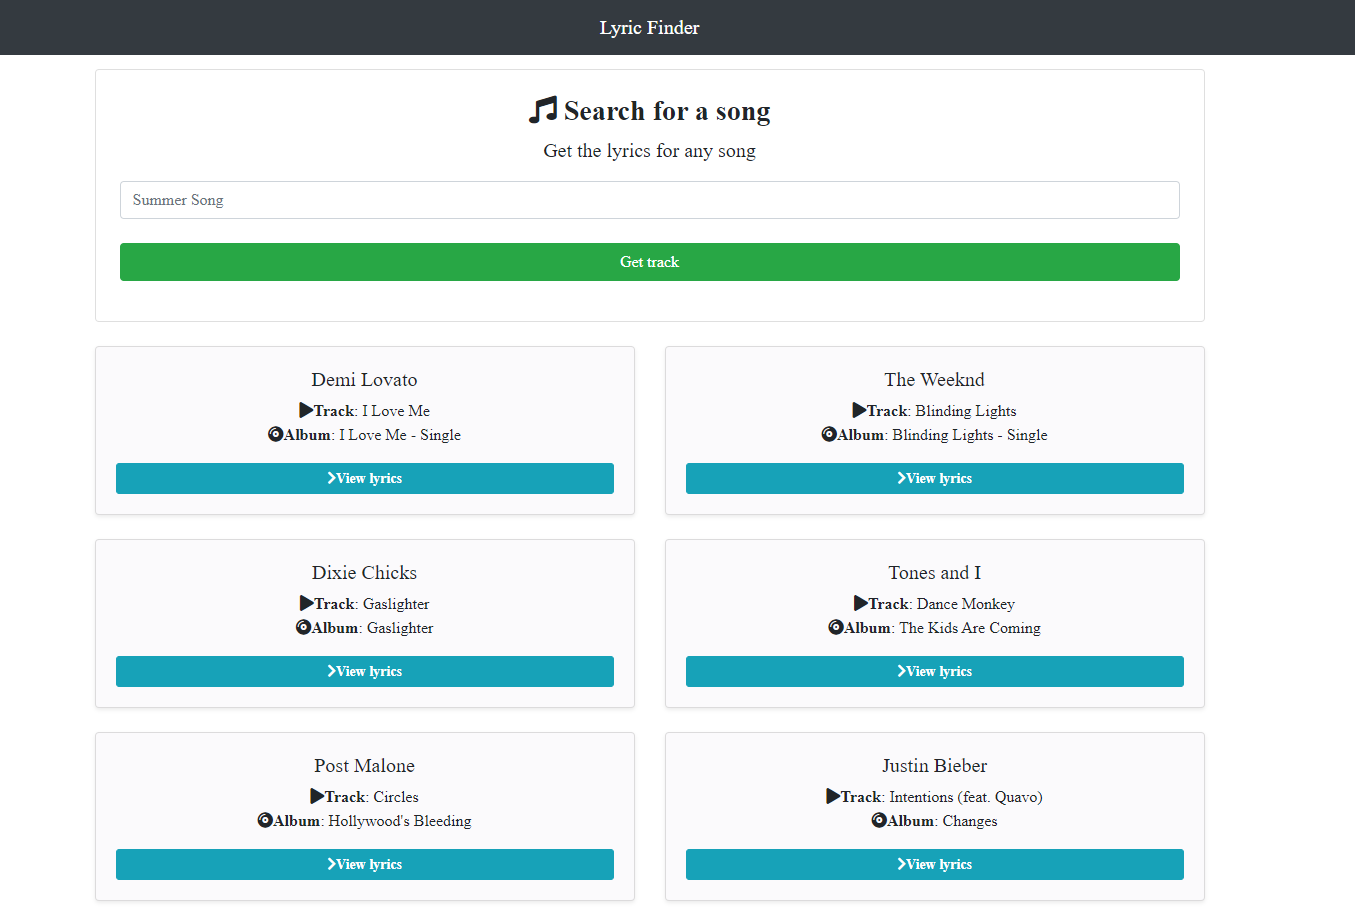 Lyric Finder
Search for a song
Get the lyrics for any song
Summer Song
Get track
Demi Lovato
Track: I Love Me
Album: I Love Me - Single
View lyrics
The Weeknd
Track: Blinding Lights
Album: Blinding Lights - Single
View lyrics
Dixie Chicks
Track: Gaslighter
Album: Gaslighter
View lyrics
Tones and I
Track: Dance Monkey
Album: The Kids Are Coming
View lyrics
Post Malone
Track: Circles
Album: Hollywood's Bleeding
View lyrics
Justin Bieber
Track: Intentions (feat. Quavo)
Album: Changes
View lyrics